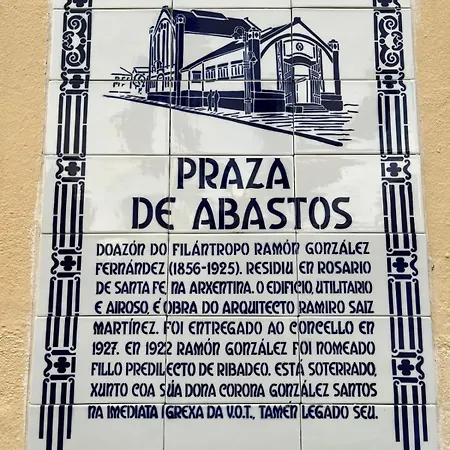 PRAZA
DE ABASTOS
DOAZÓN DO FILÁNTROPO RAMÓN GONZÁLEZ
FERNÁNDEZ (1856-1925). RESIDIU EN ROSARIO
DE SANTA FE, NA ARXENTINA. O EDIFICIO, UTILITARIO
E AIROSO, É OBRA DO ARQUITECTO RAMIRO SAIZ
MARTÍNEZ. FOI ENTREGADO AO CONCELLO EN
1927. EN 1922 RAMÓN GONZÁLEZ FOI NOMEADO
FILLO PREDILECTO DE RIBADEO. ESTÁ SOTERRADO,
XUNTO COA SÚA DONA CORONA GONZÁLEZ SANTOS
NA IMEDIATA IGREXA DA V.O.T., TAMÉN LEGADO SEU.